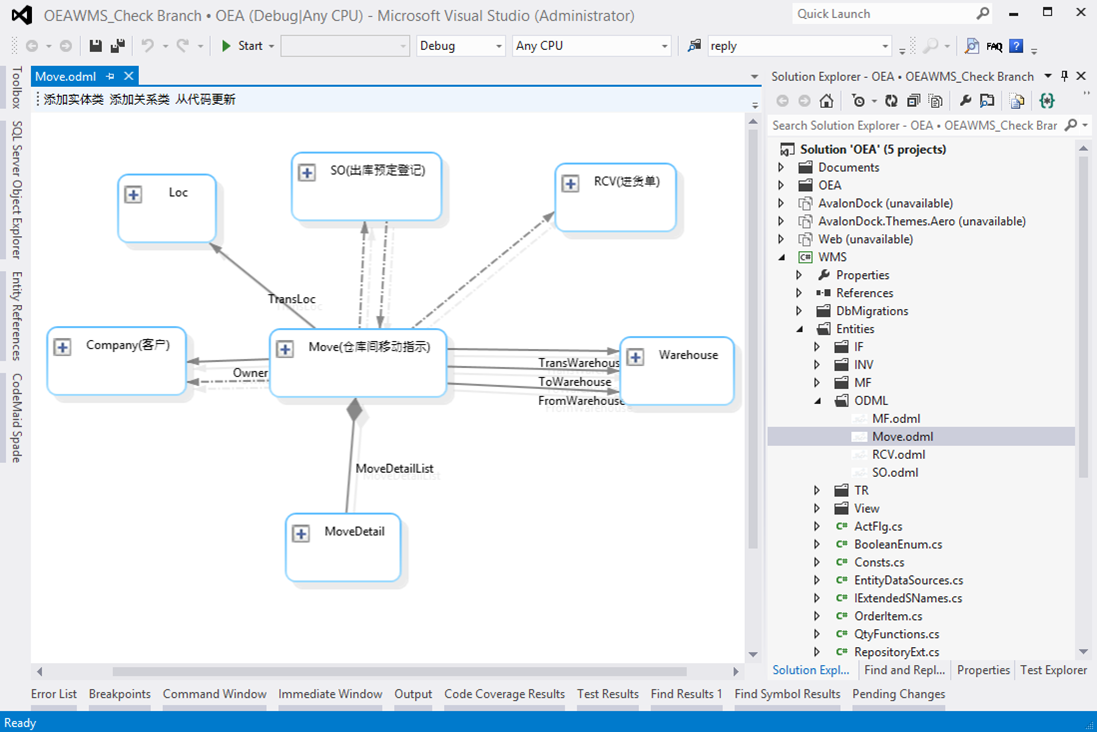 OEAWMS_Check Branch • OEA (Debug|Any CPU) - Microsoft Visual Studio (Administrator)
Quick Launch
Start
Debug
Any CPU
reply
FAQ
Toolbox
SQL Server Object Explorer
Entity References
CodeMaid Spade
Move.odml
添加实体类 添加关系类 从代码更新
Loc
SO(出库预定登记)
RCV(进货单)
TransLoc
Company(客户)
Owner
Move(仓库间移动指示)
Warehouse
TransWarehous
ToWarehouse
FromWarehouse
MoveDetailList
MoveDetail
Solution Explorer - OEA • OEAWMS_Check Branch
Search Solution Explorer - OEA • OEAWMS_Check Brar
Solution 'OEA' (5 projects)
Documents
OEA
AvalonDock (unavailable)
AvalonDock.Themes.Aero (unavailable)
Web (unavailable)
WMS
Properties
References
DbMigrations
Entities
IF
INV
MF
ODML
MF.odml
Move.odml
RCV.odml
SO.odml
TR
View
ActFlg.cs
BooleanEnum.cs
Consts.cs
EntityDataSources.cs
IExtendedSNames.cs
OrderItem.cs
QtyFunctions.cs
RepositoryExt.cs
Solution Expl... Find and Repl... Properties Test Explorer
Error List Breakpoints Command Window Immediate Window Output Code Coverage Results Test Results Find Results 1 Find Symbol Results Pending Changes
Ready